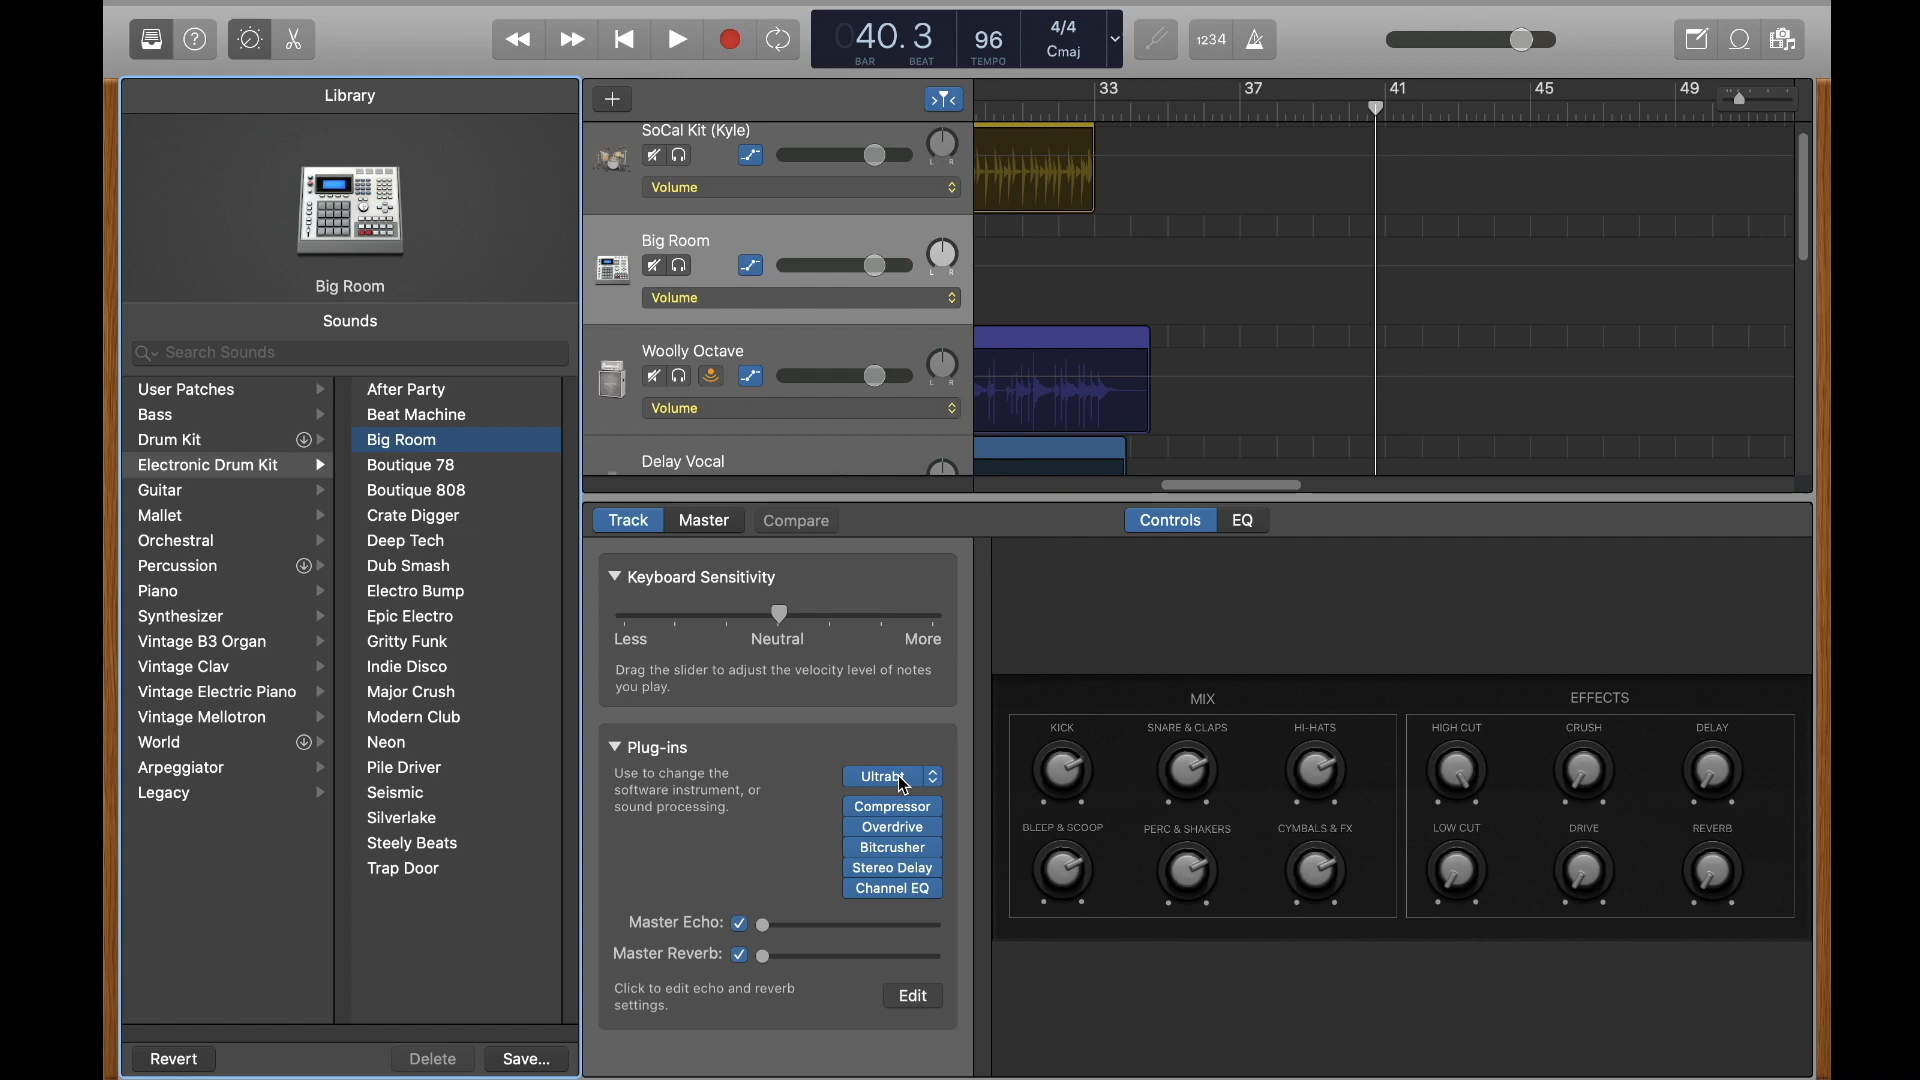 040.3
BAR BEAT
96
TEMPO
4/4
Cmaj
1234
Library
Big Room
Sounds
Search Sounds
User Patches
Bass
Drum Kit
Electronic Drum Kit
Guitar
Mallet
Orchestral
Percussion
Piano
Synthesizer
Vintage B3 Organ
Vintage Clav
Vintage Electric Piano
Vintage Mellotron
World
Arpeggiator
Legacy
After Party
Beat Machine
Big Room
Boutique 78
Boutique 808
Crate Digger
Deep Tech
Dub Smash
Electro Bump
Epic Electro
Gritty Funk
Indie Disco
Major Crush
Modern Club
Neon
Pile Driver
Seismic
Silverlake
Steely Beats
Trap Door
Revert Delete Save...
33 37 41 45 49
SoCal Kit (Kyle)
L R
Volume
Big Room
L R
Volume
Woolly Octave
L R
Volume
Delay Vocal
Track Master Compare Controls EQ
Keyboard Sensitivity
Less Neutral More
Drag the slider to adjust the velocity level of notes
you play.
Plug-ins
Use to change the
software instrument, or
sound processing.
Compressor
Overdrive
Bitcrusher
Stereo Delay
Channel EQ
Master Echo:
Master Reverb:
Click to edit echo and reverb
settings.
Edit
MIX
KICK SNARE & CLAPS HI-HATS
BLEEP & SCOOP PERC & SHAKERS CYMBALS & FX
EFFECTS
HIGH CUT CRUSH DELAY
LOW CUT DRIVE REVERB